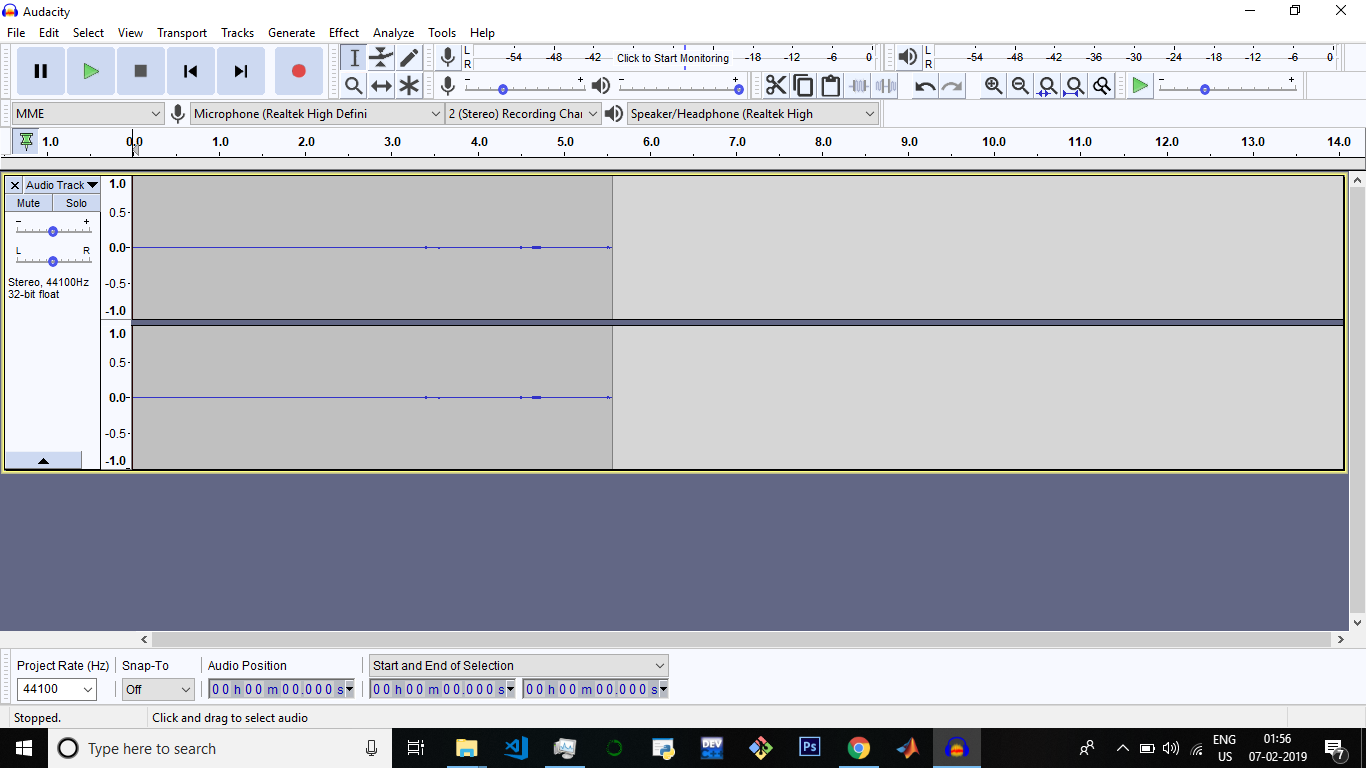 Audacity
File Edit Select View Transport Tracks Generate Effect Analyze Tools Help
L
R
-54 -48 -42 Click to Start Monitoring -18 -12 -6 0
L
R
-54 -48 -42 -36 -30 -24 -18 -12 -6 0
- +
- +
- +
MME
Microphone (Realtek High Defini
2 (Stereo) Recording Chai
Speaker/Headphone (Realtek High
1.0 0.0 1.0 2.0 3.0 4.0 5.0 6.0 7.0 8.0 9.0 10.0 11.0 12.0 13.0 14.0
Audio Track
Mute Solo
- +
L R
Stereo, 44100Hz
32-bit float
1.0
0.5-
0.0-
-0.5-
-1.0
1.0
0.5-
0.0-
-0.5-
-1.0
Project Rate (Hz) Snap-To Audio Position Start and End of Selection
44100 Off 00 h 00 m 00.000 s 00 h 00 m 00.000 s 00 h 00 m 00.000 s
Stopped. Click and drag to select audio
Type here to search
DEV
Ps
ENG
US
01:56
07-02-2019
7